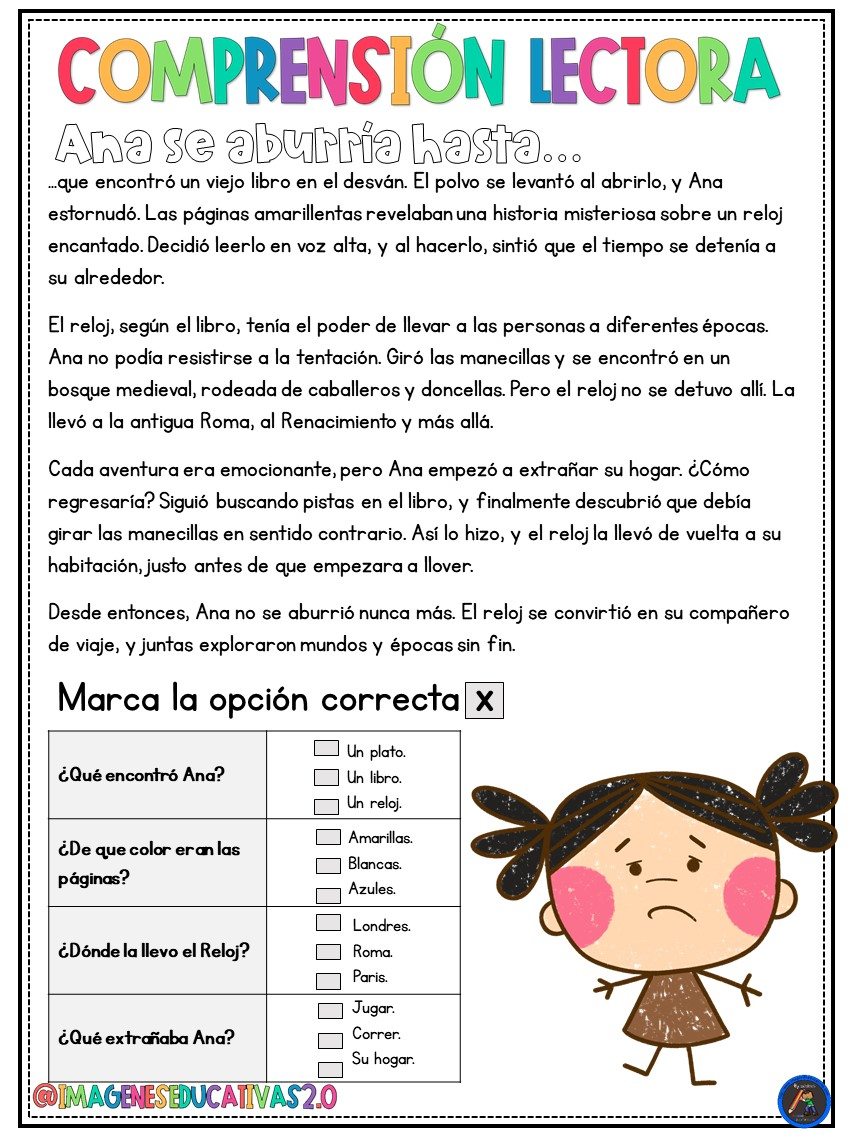 COMPRENSIÓN LECTORA
Ana se aburría hasta...
...que encontró un viejo libro en el desván. El polvo se levantó al abrirlo, y Ana
estornudó. Las páginas amarillentas revelaban una historia misteriosa sobre un reloj
encantado. Decidió leerlo en voz alta, y al hacerlo, sintió que el tiempo se detenía a
su alrededor.
El reloj, según el libro, tenía el poder de llevar a las personas a diferentes épocas.
Ana no podía resistirse a la tentación. Giró las manecillas y se encontró en un
bosque medieval, rodeada de caballeros y doncellas. Pero el reloj no se detuvo allí. La
llevó a la antigua Roma, al Renacimiento y más allá.
Cada aventura era emocionante, pero Ana empezó a extrañar su hogar. ¿Cómo
regresaría? Siguió buscando pistas en el libro, y finalmente descubrió que debía
girar las manecillas en sentido contrario. Así lo hizo, y el reloj la llevó de vuelta a su
habitación, justo antes de que empezara a llover.
Desde entonces, Ana no se aburrió nunca más. El reloj se convirtió en su compañero
de viaje, y juntas exploraron mundos y épocas sin fin.
Marca la opción correcta x
¿Qué encontró Ana?
Un plato.
Un libro.
Un reloj.
¿De que color eran las
páginas?
Amarillas.
Blancas.
Azules.
¿Dónde la llevo el Reloj?
Londres.
Roma.
Paris.
¿Qué extrañaba Ana?
Jugar.
Correr.
Su hogar.
@IMAGENESEDUCATIVAS2.0